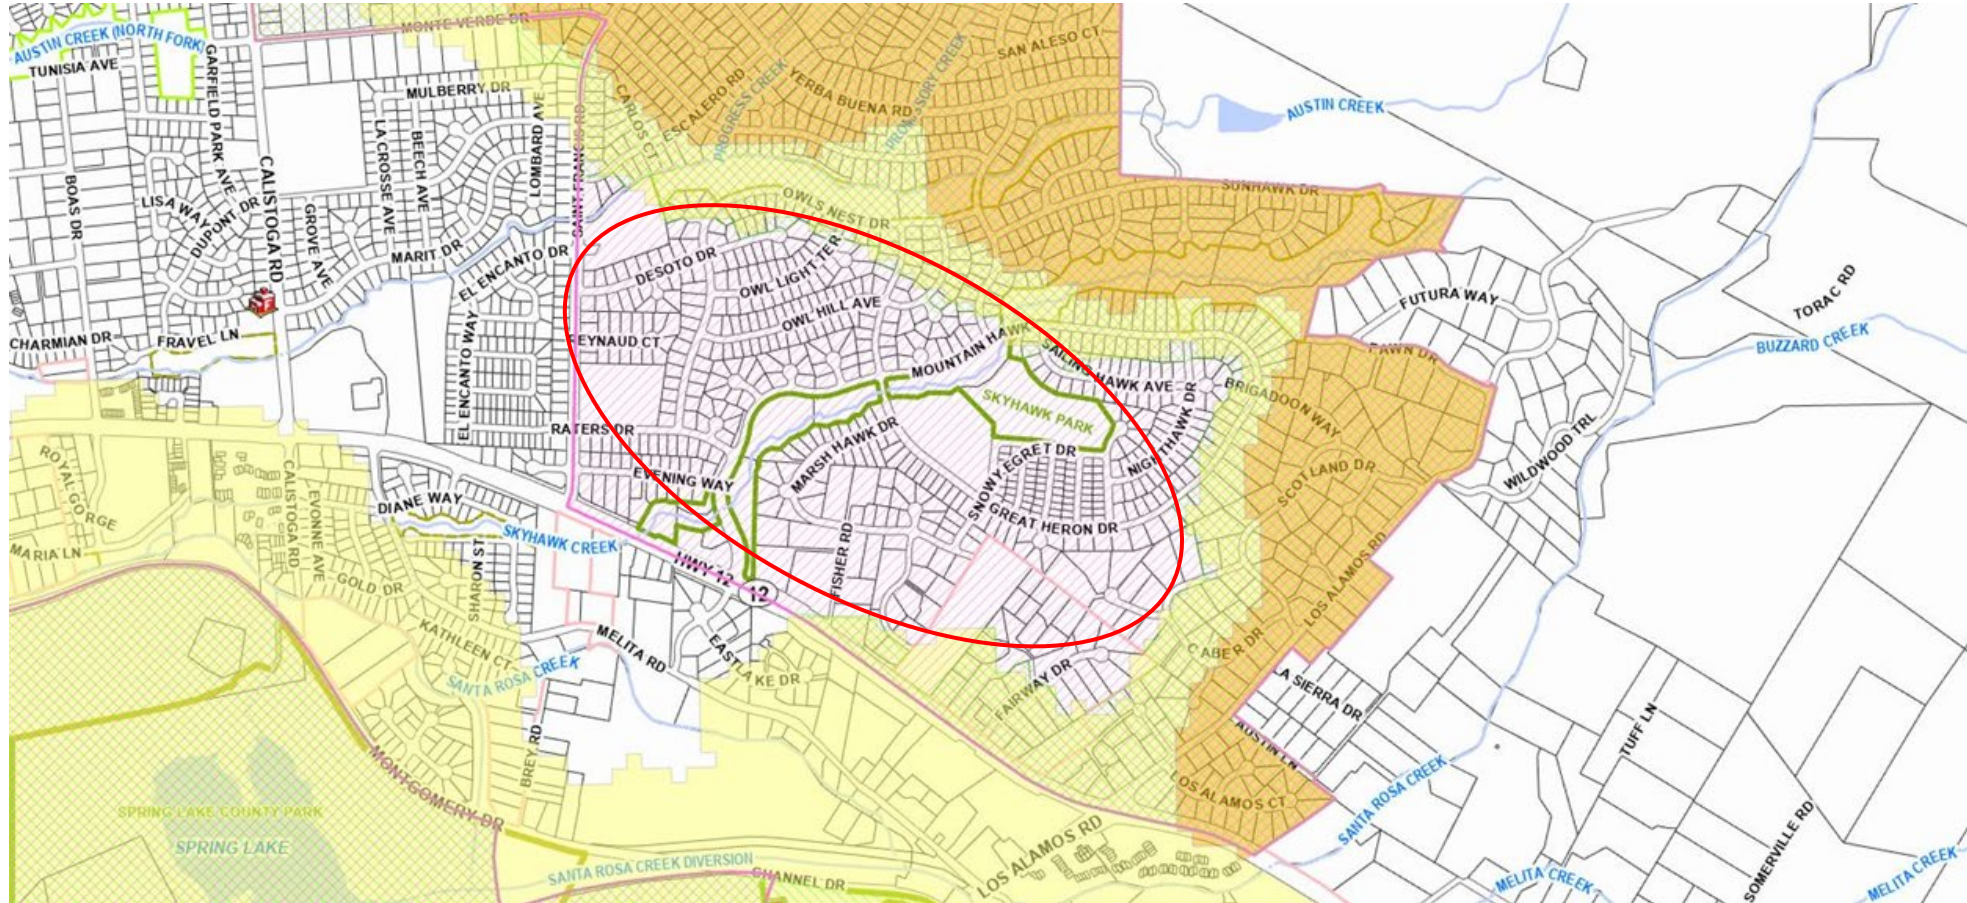 MONTE VERDE DR
AUSTIN CREEK (NORTH FORK)
TUNISIA AVE
GARFIELD PARK AVE
MULBERRY DR
LOMBARD AVE
LA CROSSE AVE
BEECH AVE
SAINT FRANCIS RD
CARLOS CT
ESCALERO RD
PROGRESS CREEK
YERBA BUENA RD
SAN ALESO CT
AUSTIN CREEK
BOAS DR
LISA WAY
DUPONT DR
CALISTOGA RD
GROVE AVE
MARIT DR
EL ENCANTO DR
EL ENCANTO WAY
OWLS NEST DR
SUNHAWK DR
DESOTO DR
OWL LIGHT TER
OWL HILL AVE
FUTURA WAY
TORAC RD
BUZZARD CREEK
CHARMIAN DR
FRAVEL LN
EYNAUD CT
MOUNTAIN HAWK
SAILING HAWK AVE
PAWN DR
BRIGADOON WAY
SKYHAWK PARK
NIGHTHAWK DR
RATERS DR
MARSH HAWK DR
SNOWY EGRET DR
EVENING WAY
SCOTLAND DR
WILDWOOD TRL
ROYAL GEORGE
CALISTOGA RD
EVONNE AVE
DIANE WAY
SKYHAWK CREEK
GREAT HERON DR
MARIA LN
GOLD DR
SHARON ST
HWY 12
12
FISHER RD
LOS ALAMOS RD
KATHLEEN CT
MELITA RD
EASTLAKE DR
CABER DR
SANTA ROSA CREEK
FAIRWAY DR
LA SIERRA DR
AUSTIN LN
TUFF LN
BREY RD
MONTGOMERY DR
LOS ALAMOS CT
SANTA ROSA CREEK
SPRING LAKE COUNTY PARK
SPRING LAKE
LOS ALAMOS RD
SANTA ROSA CREEK DIVERSION
CHANNEL DR
MELITA CREEK
SOMERVILLE RD
MELITA CREEK